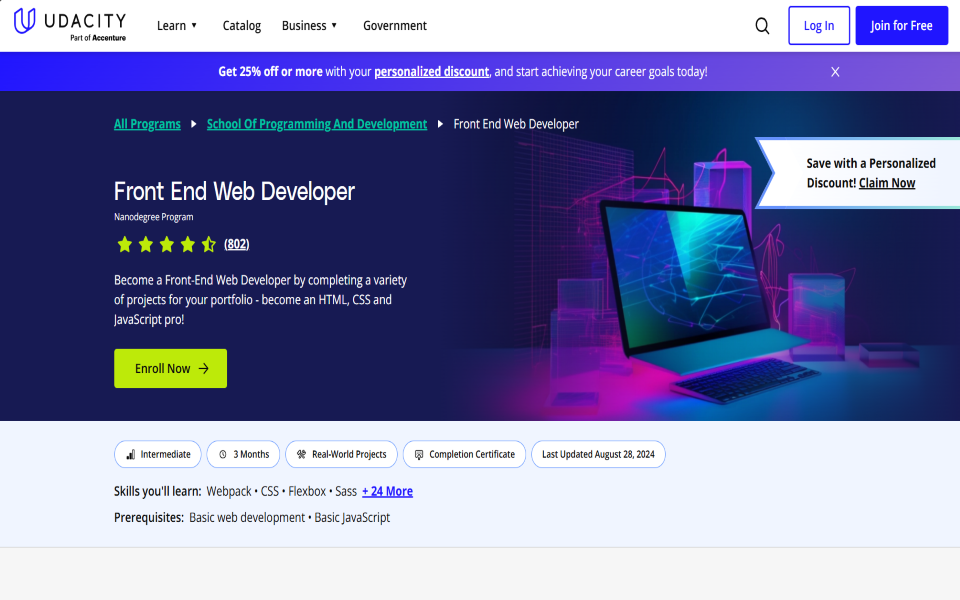 UDACITY
Part of Accenture
Learn ▼
Catalog
Business ▼
Government
Log In
Join for Free
Get 25% off or more with your personalized discount, and start achieving your career goals today!
X
All Programs ▶ School Of Programming And Development ▶ Front End Web Developer
Save with a Personalized
Discount! Claim Now
Front End Web Developer
Nanodegree Program
(802)
Become a Front-End Web Developer by completing a variety
of projects for your portfolio - become an HTML, CSS and
JavaScript pro!
Enroll Now →
Intermediate
3 Months
Real-World Projects
Completion Certificate
Last Updated August 28, 2024
Skills you'll learn: Webpack • CSS • Flexbox • Sass + 24 More
Prerequisites: Basic web development • Basic JavaScript